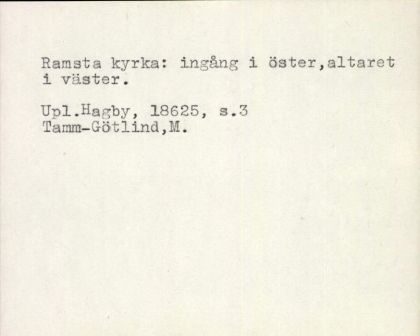 Ramsta kyrka: ingång i öster,altaret
i väster.
Upl.Hagby, 18625, s.3
Tamm-Götlind,M.